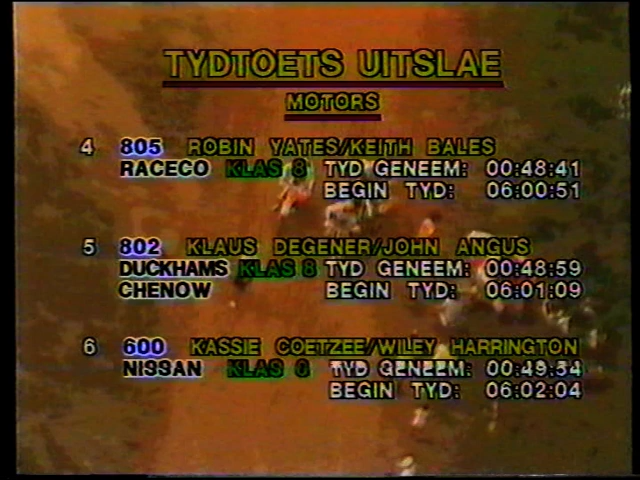 TYDTOETS UITSLAE
MOTORS
4 805 ROBIN YATES/KEITH BALES
RACECO KLAS 8 TYD GENEEM: 00:48:41
BEGIN TYD: 06:00:51
5 802 KLAUS DEGENER/JOHN ANGUS
DUCKHAMS KLAS 8 TYD GENEEM: 00:48:59
CHENOW BEGIN TYD: 06:01:09
6 600 KASSIE COETZEE/WILEY HARRINGTON
NISSAN KLAS TYD GENEEM: 00:49:54
BEGIN TYD: 06:02:04